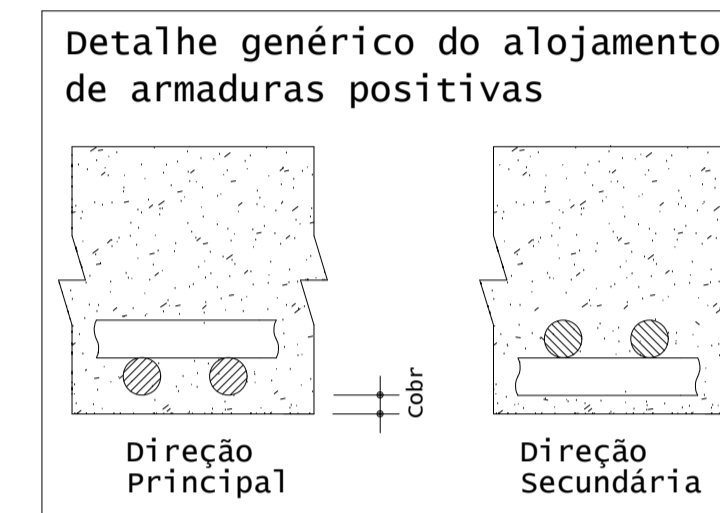 Detalhe genérico do alojamento
de armaduras positivas
Cobr
Direção
Principal
Direção
Secundária